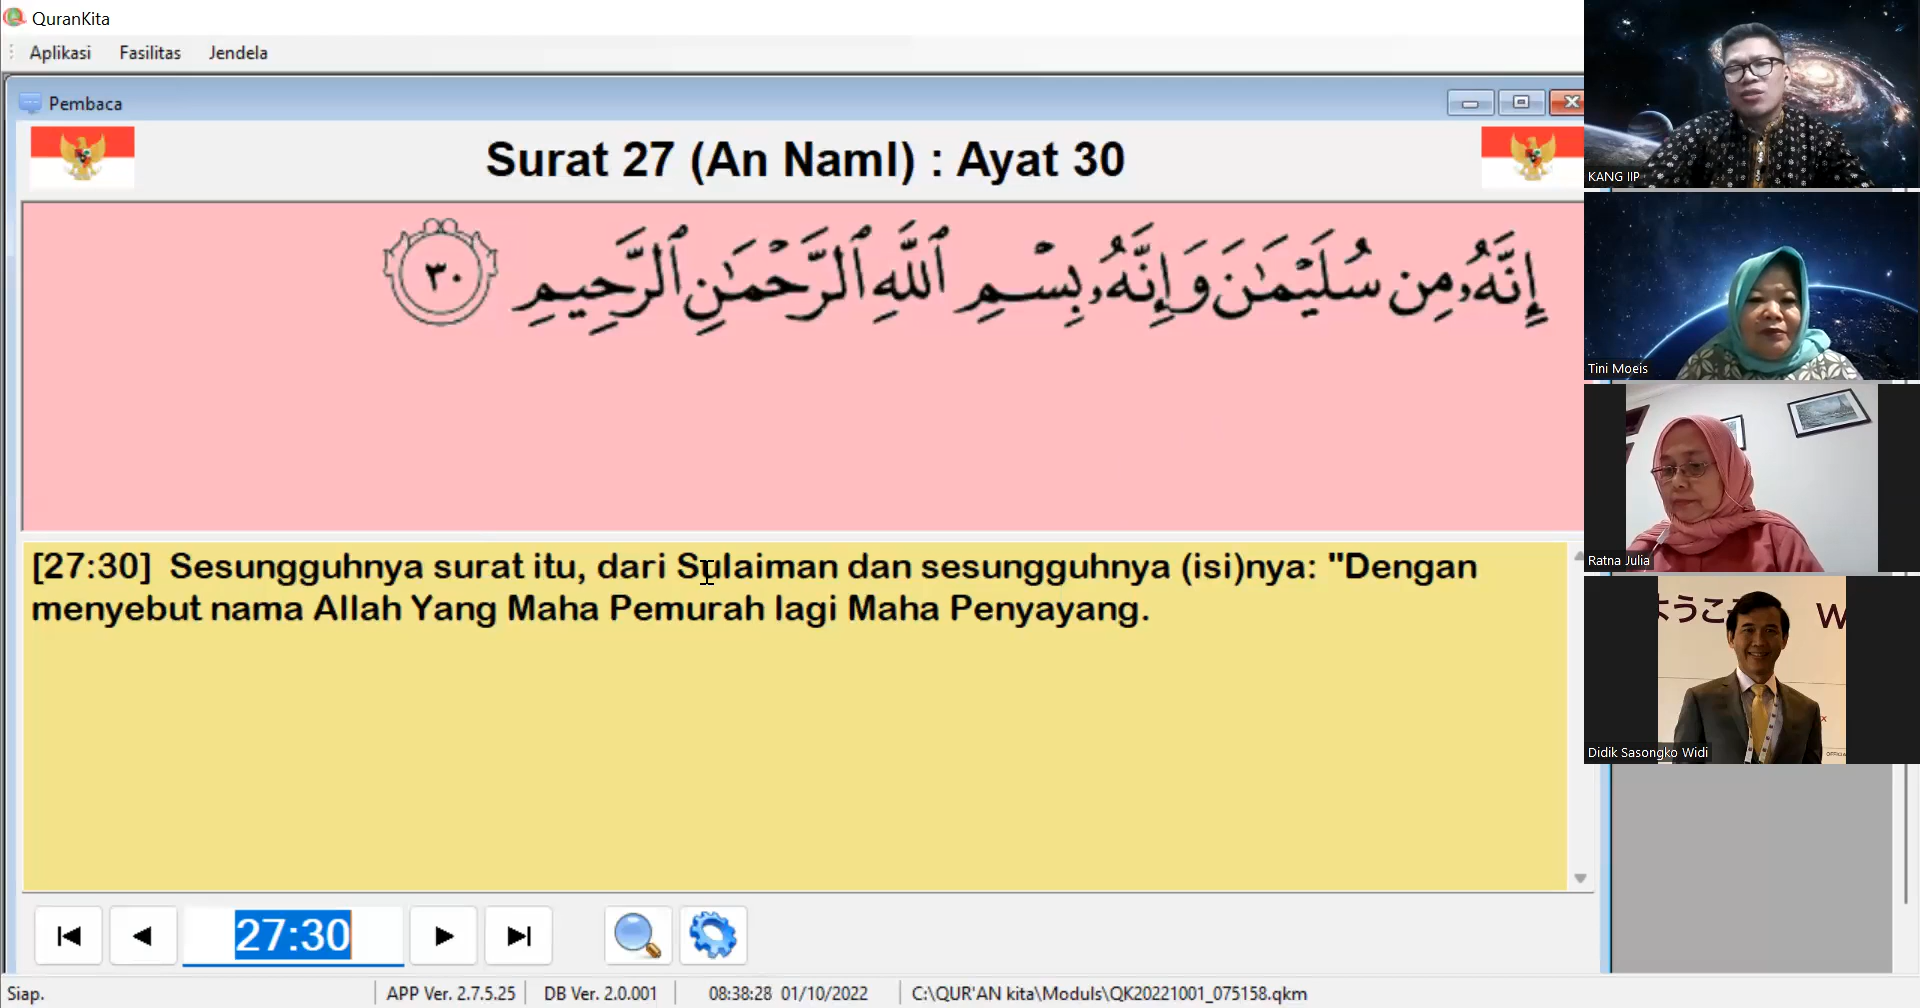 QuranKita
Aplikasi Fasilitas Jendela
Pembaca
Surat 27 (An Naml) : Ayat 30
إِنَّهُۥ مِن سُلَيْمَـٰنَ وَإِنَّهُۥ بِسْمِ ٱللَّهِ ٱلرَّحْمَـٰنِ ٱلرَّحِيمِ ٣٠
[27:30] Sesungguhnya surat itu, dari Sulaiman dan sesungguhnya (isi)nya: "Dengan
menyebut nama Allah Yang Maha Pemurah lagi Maha Penyayang.
27:30
Siap.
APP Ver. 2.7.5.25
DB Ver. 2.0.001
08:38:28 01/10/2022
C:\QUR'AN kita\Moduls\QK20221001_075158.qkm
KANG IIP
Tini Moeis
Ratna Julia
ようこ
W
Didik Sasongko Widi